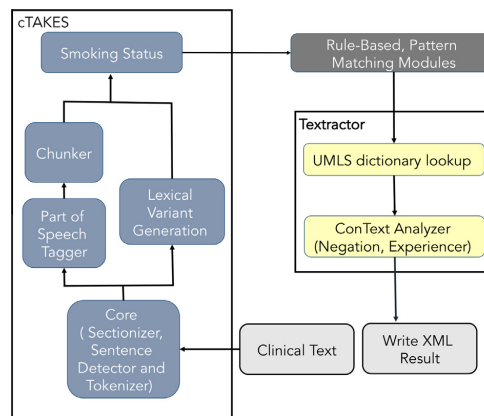 cTAKES
Smoking Status
Rule-Based, Pattern
Matching Modules
Textractor
Chunker
UMLS dictionary lookup
Lexical
Variant
Generation
Part of
Speech
Tagger
ConText Analyzer
(Negation, Experiencer)
Core
( Sectionizer,
Sentence
Detector and
Tokenizer)
Clinical Text
Write XML
Result